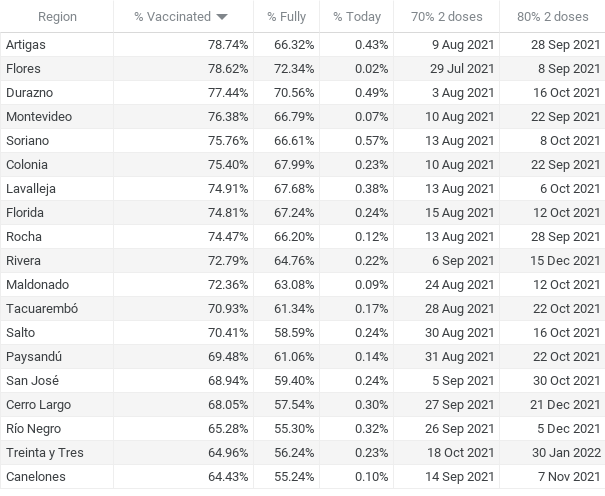 Region % Vaccinated % Fully % Today 70% 2 doses 80% 2 doses
Artigas 78.74% 66.32% 0.43% 9 Aug 2021 28 Sep 2021
Flores 78.62% 72.34% 0.02% 29 Jul 2021 8 Sep 2021
Durazno 77.44% 70.56% 0.49% 3 Aug 2021 16 Oct 2021
Montevideo 76.38% 66.79% 0.07% 10 Aug 2021 22 Sep 2021
Soriano 75.76% 66.61% 0.57% 13 Aug 2021 8 Oct 2021
Colonia 75.40% 67.99% 0.23% 10 Aug 2021 22 Sep 2021
Lavalleja 74.91% 67.68% 0.38% 13 Aug 2021 6 Oct 2021
Florida 74.81% 67.24% 0.24% 15 Aug 2021 12 Oct 2021
Rocha 74.47% 66.20% 0.12% 13 Aug 2021 28 Sep 2021
Rivera 72.79% 64.76% 0.22% 6 Sep 2021 15 Dec 2021
Maldonado 72.36% 63.08% 0.09% 24 Aug 2021 12 Oct 2021
Tacuarembó 70.93% 61.34% 0.17% 28 Aug 2021 22 Oct 2021
Salto 70.41% 58.59% 0.24% 30 Aug 2021 16 Oct 2021
Paysandú 69.48% 61.06% 0.14% 31 Aug 2021 22 Oct 2021
San José 68.94% 59.40% 0.24% 5 Sep 2021 30 Oct 2021
Cerro Largo 68.05% 57.54% 0.30% 27 Sep 2021 21 Dec 2021
Río Negro 65.28% 55.30% 0.32% 26 Sep 2021 5 Dec 2021
Treinta y Tres 64.96% 56.24% 0.23% 18 Oct 2021 30 Jan 2022
Canelones 64.43% 55.24% 0.10% 14 Sep 2021 7 Nov 2021